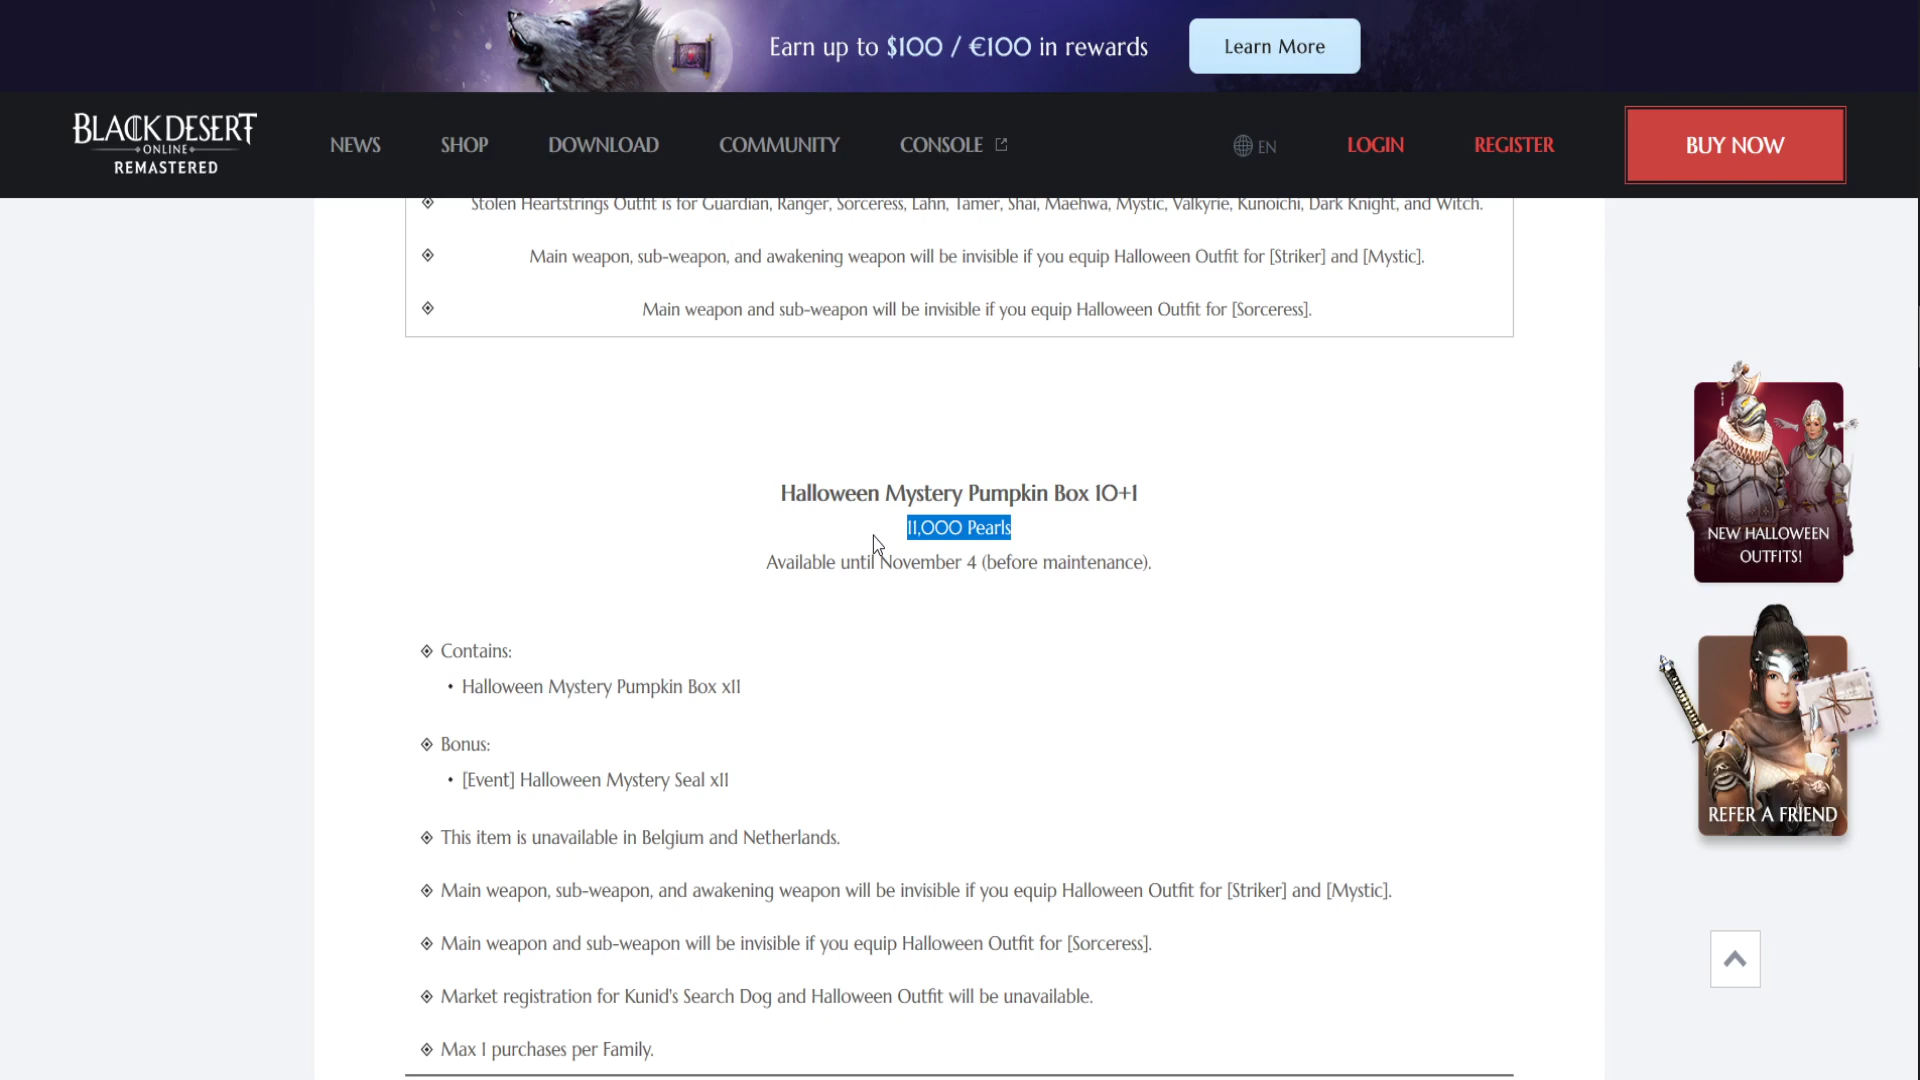 Earn up to $100 / €100 in rewards
Learn More
BLACK DESERT
ONLINE
REMASTERED
NEWS
SHOP
DOWNLOAD
COMMUNITY
CONSOLE
EN
LOGIN
REGISTER
BUY NOW
Stolen Heartstrings Outfit is for Guardian, Ranger, Sorceress, Lahn, Tamer, Shai, Maehwa, Mystic, Valkyrie, Kunoichi, Dark Knight, and Witch.
Main weapon, sub-weapon, and awakening weapon will be invisible if you equip Halloween Outfit for [Striker] and [Mystic].
Main weapon and sub-weapon will be invisible if you equip Halloween Outfit for [Sorceress].
Halloween Mystery Pumpkin Box 10+1
11,000 Pearls
Available until November 4 (before maintenance).
Contains:
• Halloween Mystery Pumpkin Box x11
Bonus:
• [Event] Halloween Mystery Seal x11
This item is unavailable in Belgium and Netherlands.
Main weapon, sub-weapon, and awakening weapon will be invisible if you equip Halloween Outfit for [Striker] and [Mystic].
Main weapon and sub-weapon will be invisible if you equip Halloween Outfit for [Sorceress].
Market registration for Kunid's Search Dog and Halloween Outfit will be unavailable.
Max 1 purchases per Family.
NEW HALLOWEEN
OUTFITS!
REFER A FRIEND